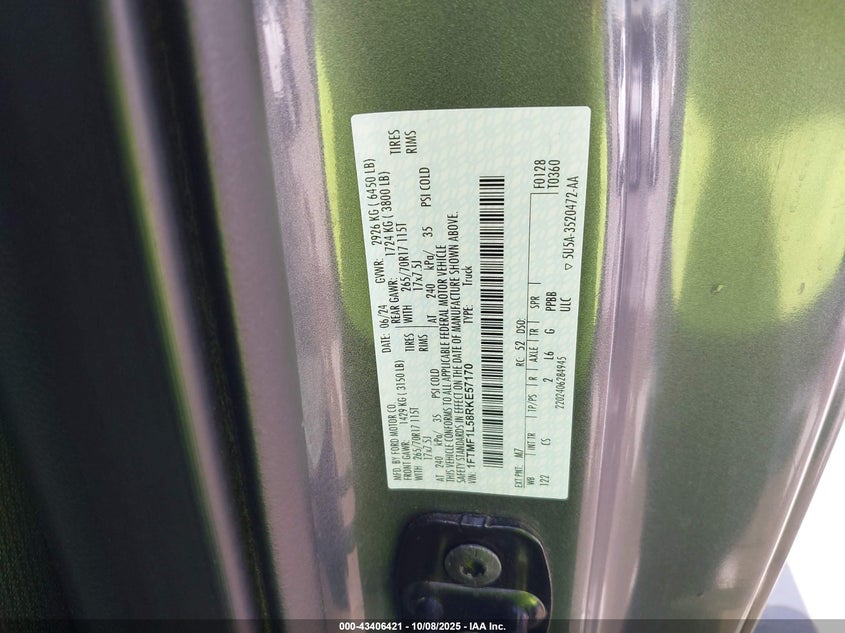 MFD. BY FORD MOTOR CO.
DATE: 06/24 GVWR: 2926 KG ( 6450 LB)
FRONT GAWR: 1429 KG (3150 LB) REAR GAWR: 1724 KG ( 3800 LB)
WITH 265/70R17 115T TIRES WITH 265/70R17 115T TIRES
17x7.5J RIMS 17x7.5J RIMS
AT 240 kPa/ 35 PSI COLD AT 240 kPa/ 35 PSI COLD
THIS VEHICLE CONFORMS TO ALL APPLICABLE FEDERAL MOTOR VEHICLE
SAFETY STANDARDS IN EFFECT ON THE DATE OF MANUFACTURE SHOWN ABOVE.
VIN: 1FTMF1L58RKE57170 TYPE: Truck
EXT PNT: M7 RC: 52 DSO: F0128
WB INT TR TP/PS R AXLE TR SPR T0360
122 CS 2 L6 G PPBB
ULC
2202406284945 5U5A-3520472-AA
000-43406421 - 10/08/2025 - IAA Inc.